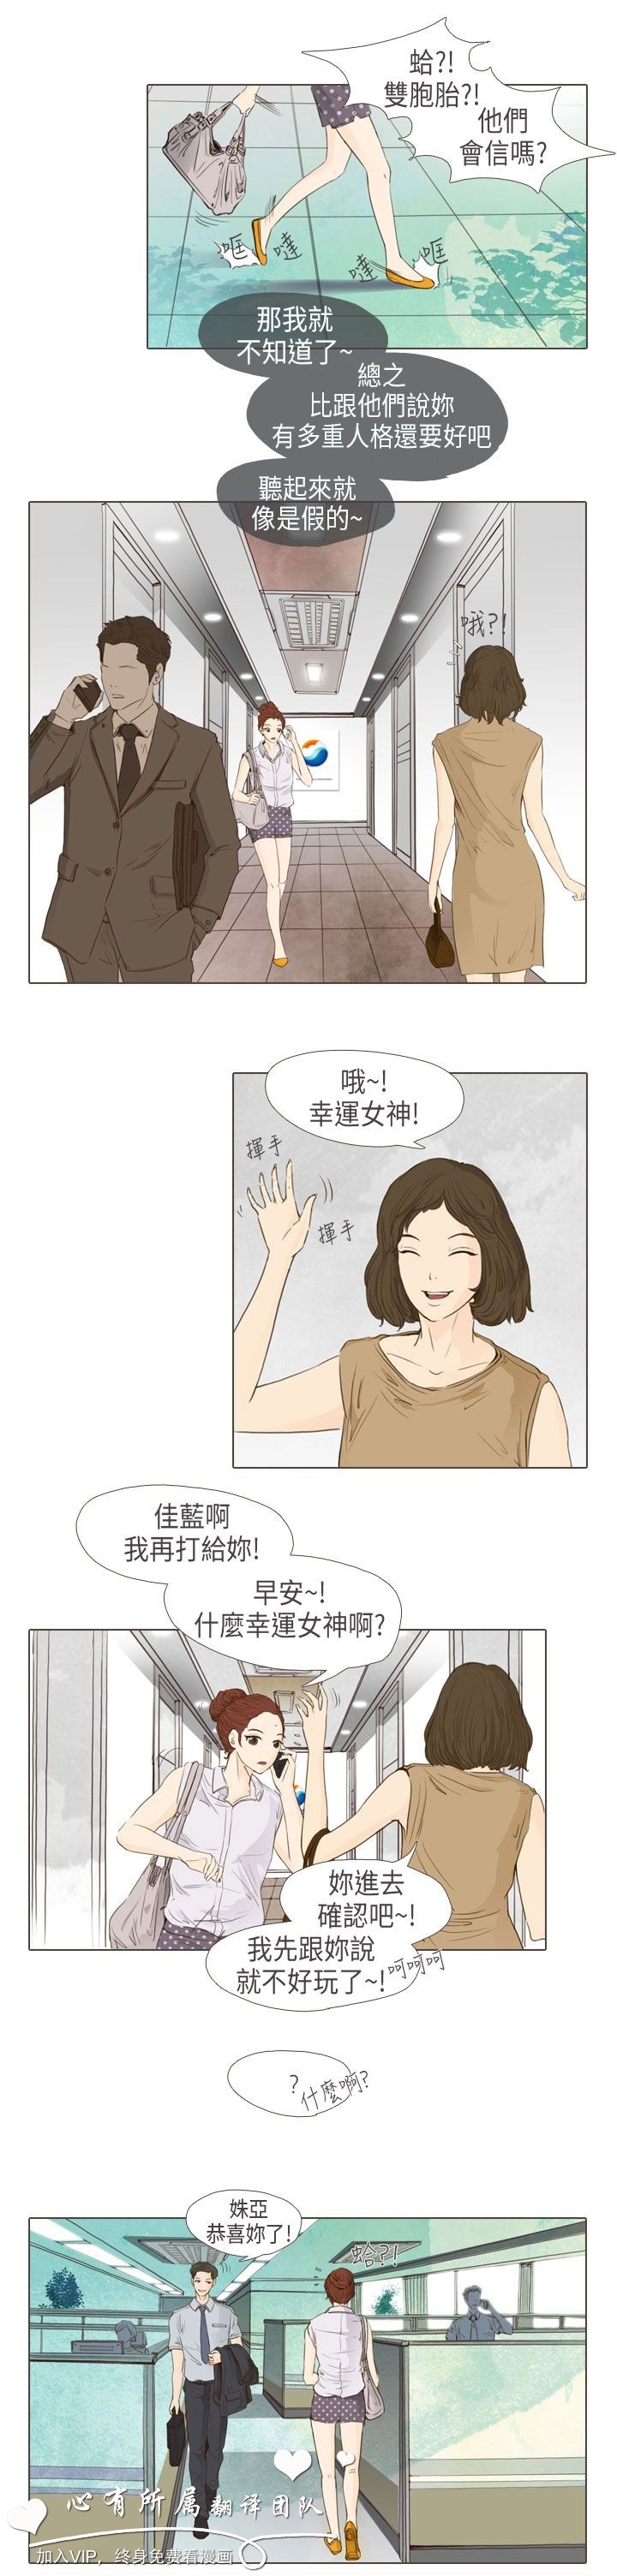 蛤?!
雙胞胎?!
他們
會信嗎?
哐
噠
噠
哐
那我就
不知道了~
總之
比跟他們說妳
有多重人格還要好吧
聽起來就
像是假的~
哦?!
哦~!
幸運女神!
揮手
揮手
佳藍啊
我再打給妳!
早安~!
什麼幸運女神啊?
妳進去
確認吧~!
我先跟妳說
就不好玩了~!
呵呵呵
?
什麼啊?
姝亞
恭喜妳了!
蛤?!
心有所属翻译团队
加入VIP，终身免费看漫画